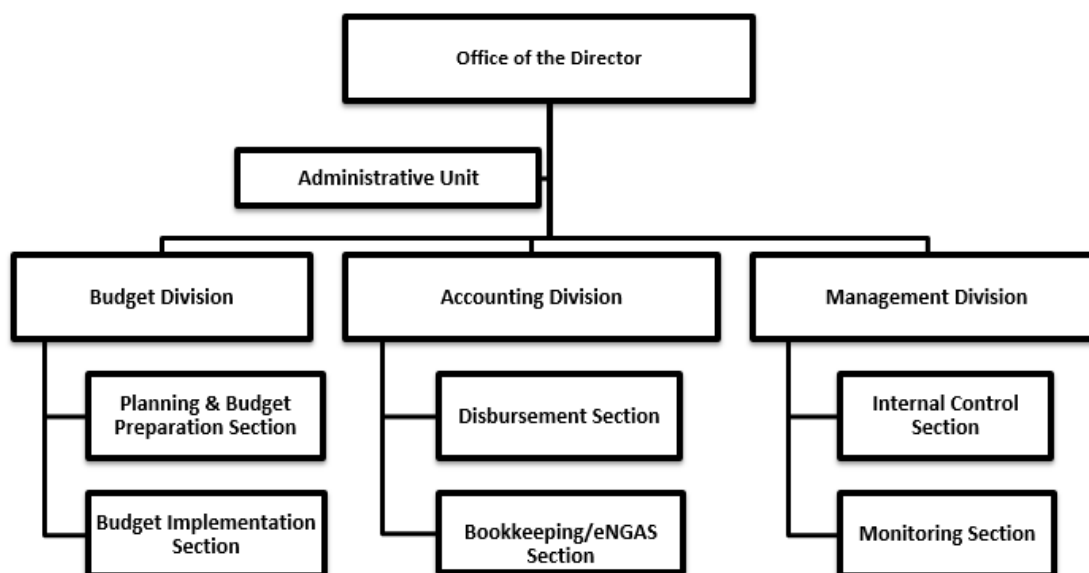 Office of the Director
Administrative Unit
Budget Division
Accounting Division
Management Division
Planning & Budget
Preparation Section
Disbursement Section
Internal Control
Section
Budget Implementation
Section
Bookkeeping/eNGAS
Section
Monitoring Section